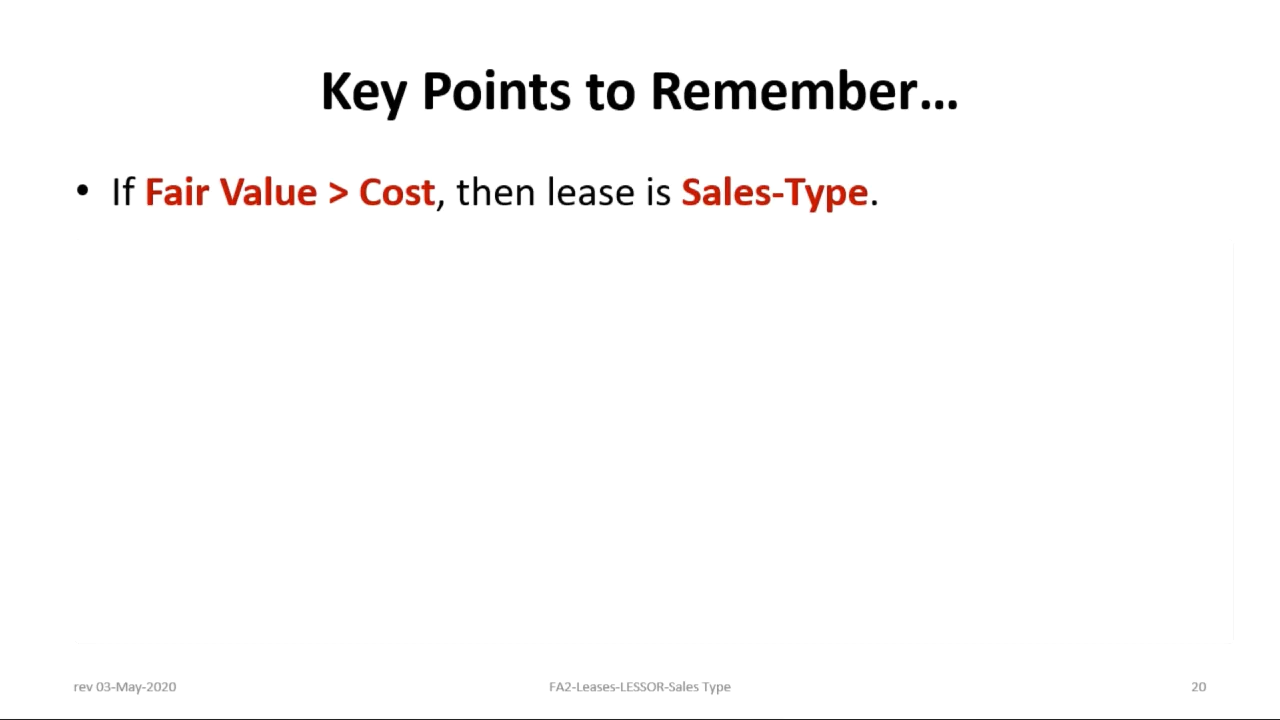 Key Points to Remember…
• If Fair Value > Cost, then lease is Sales-Type.
rev 03-May-2020
FA2-Leases-LESSOR-Sales Type
20